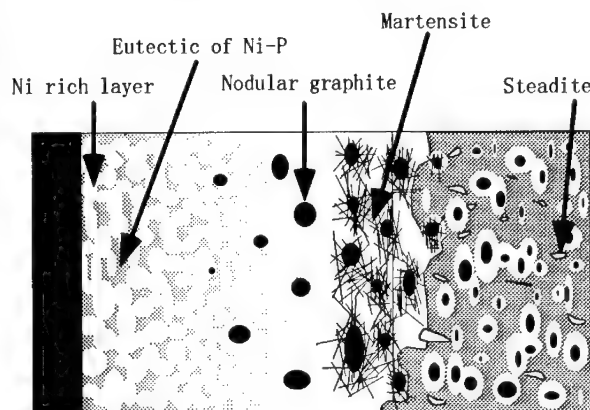 Martensite
Eutectic of Ni-P
Ni rich layer Nodular graphite Steadite